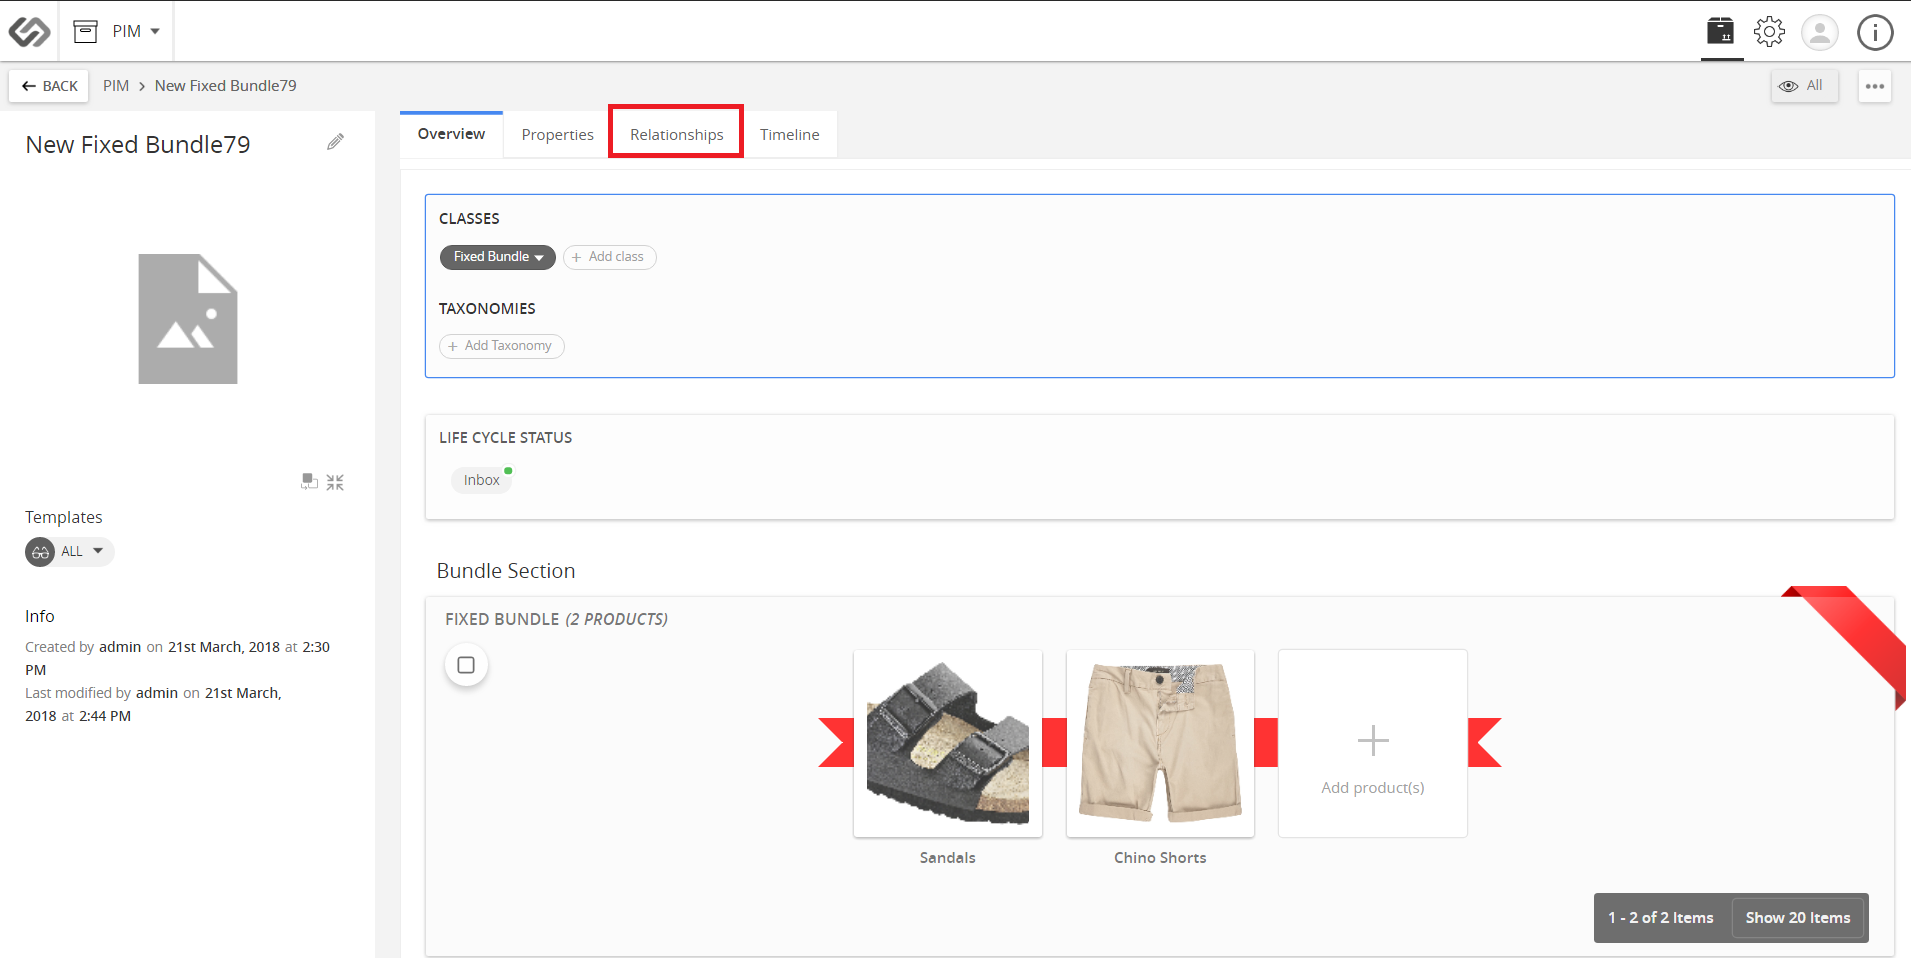 PIM
BACK
PIM > New Fixed Bundle79
All
New Fixed Bundle79
Templates
ALL
Info
Created by admin on 21st March, 2018 at 2:30
PM
Last modified by admin on 21st March,
2018 at 2:44 PM
Overview
Properties
Relationships
Timeline
CLASSES
Fixed Bundle
+ Add class
TAXONOMIES
+ Add Taxonomy
LIFE CYCLE STATUS
Inbox
Bundle Section
FIXED BUNDLE (2 PRODUCTS)
Sandals
Chino Shorts
Add product(s)
1 - 2 of 2 Items
Show 20 Items